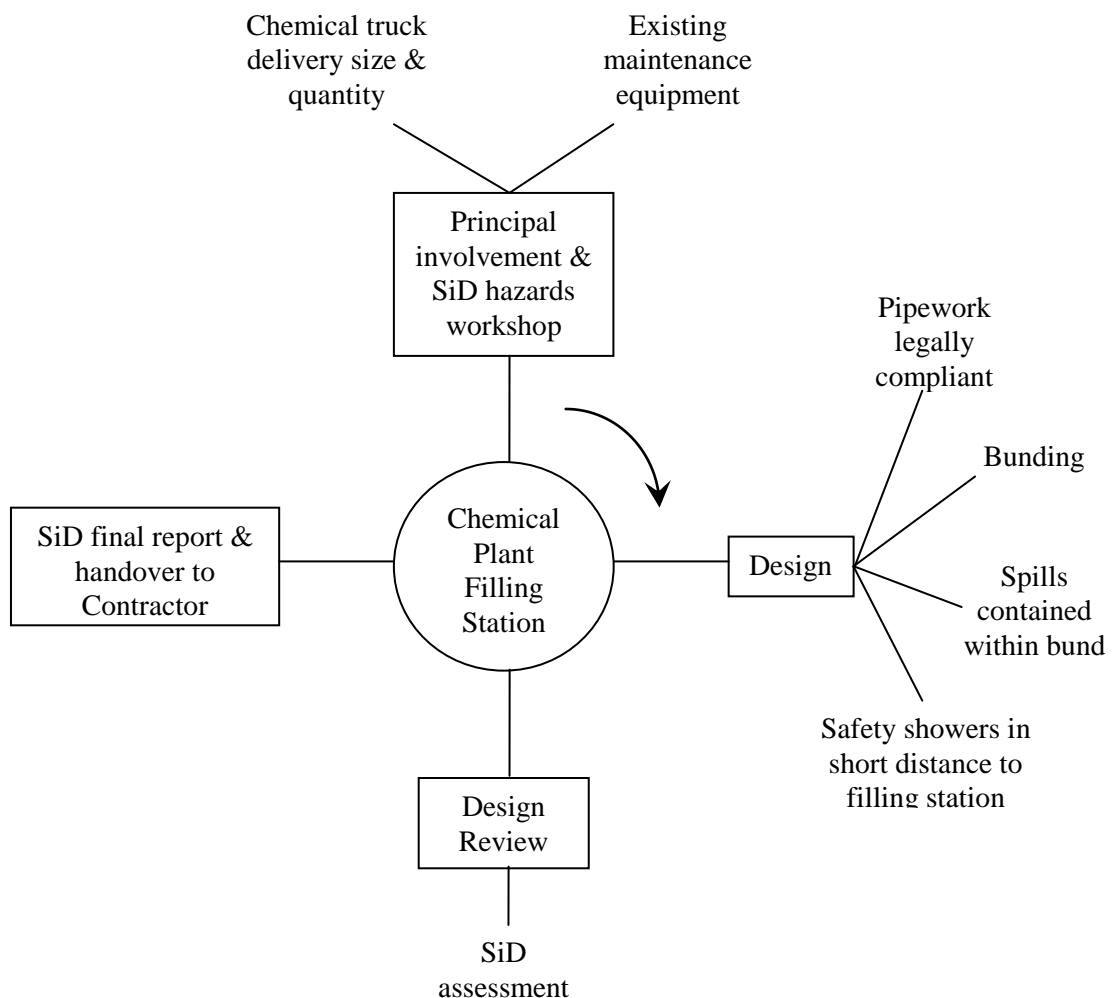 Chemical truck
delivery size &
quantity
Existing
maintenance
equipment
Principal
involvement &
SiD hazards
workshop
Pipework
legally
compliant
Bunding
Design
Spills
contained
within bund
Safety showers in
short distance to
filling station
Chemical
Plant
Filling
Station
SiD final report &
handover to
Contractor
Design
Review
SiD
assessment